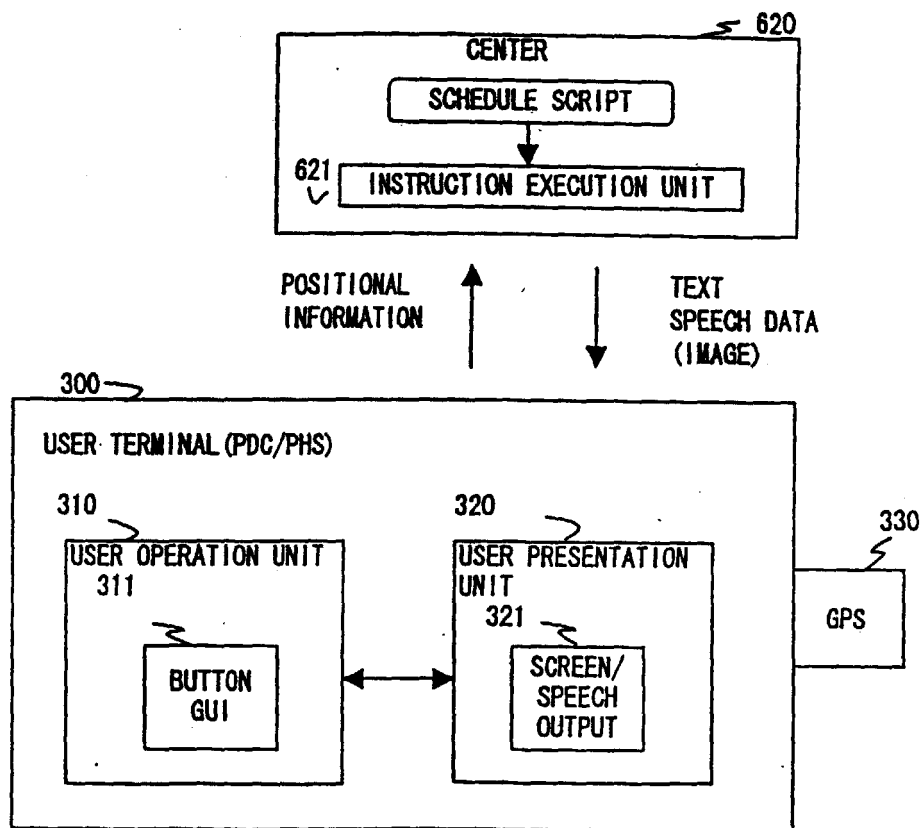 620
CENTER
SCHEDULE SCRIPT
621
INSTRUCTION EXECUTION UNIT
POSITIONAL
INFORMATION
TEXT
SPEECH DATA
(IMAGE)
300
USER TERMINAL(PDC/PHS)
310
USER OPERATION UNIT
311
BUTTON
GUI
320
USER PRESENTATION
UNIT
321
SCREEN/
SPEECH
OUTPUT
330
GPS